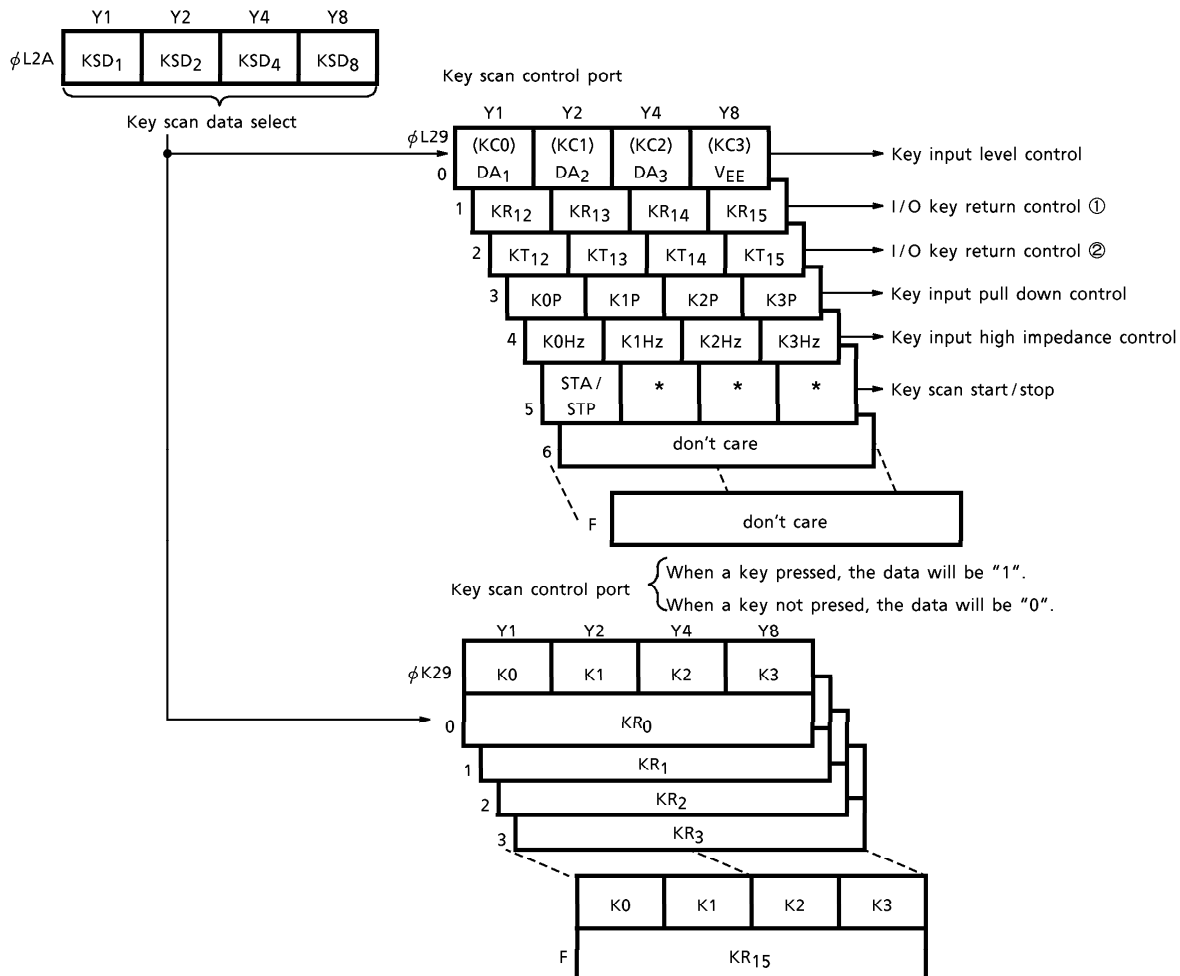 Y1 Y2 Y4 Y8
ϕL2A KSD1 KSD2 KSD4 KSD8
Key scan data select
Key scan control port
Y1 Y2 Y4 Y8
ϕL29
0 (KC0) DA1 (KC1) DA2 (KC2) DA3 (KC3) VEE Key input level control
1 KR12 KR13 KR14 KR15 I/O key return control ①
2 KT12 KT13 KT14 KT15 I/O key return control ②
3 K0P K1P K2P K3P Key input pull down control
4 K0Hz K1Hz K2Hz K3Hz Key input high impedance control
5 STA/STP * * * Key scan start/stop
6 don't care
F don't care
Key scan control port
When a key pressed, the data will be "1".
When a key not presed, the data will be "0".
Y1 Y2 Y4 Y8
ϕK29 K0 K1 K2 K3
0 KR0
1 KR1
2 KR2
3 KR3
K0 K1 K2 K3
F KR15